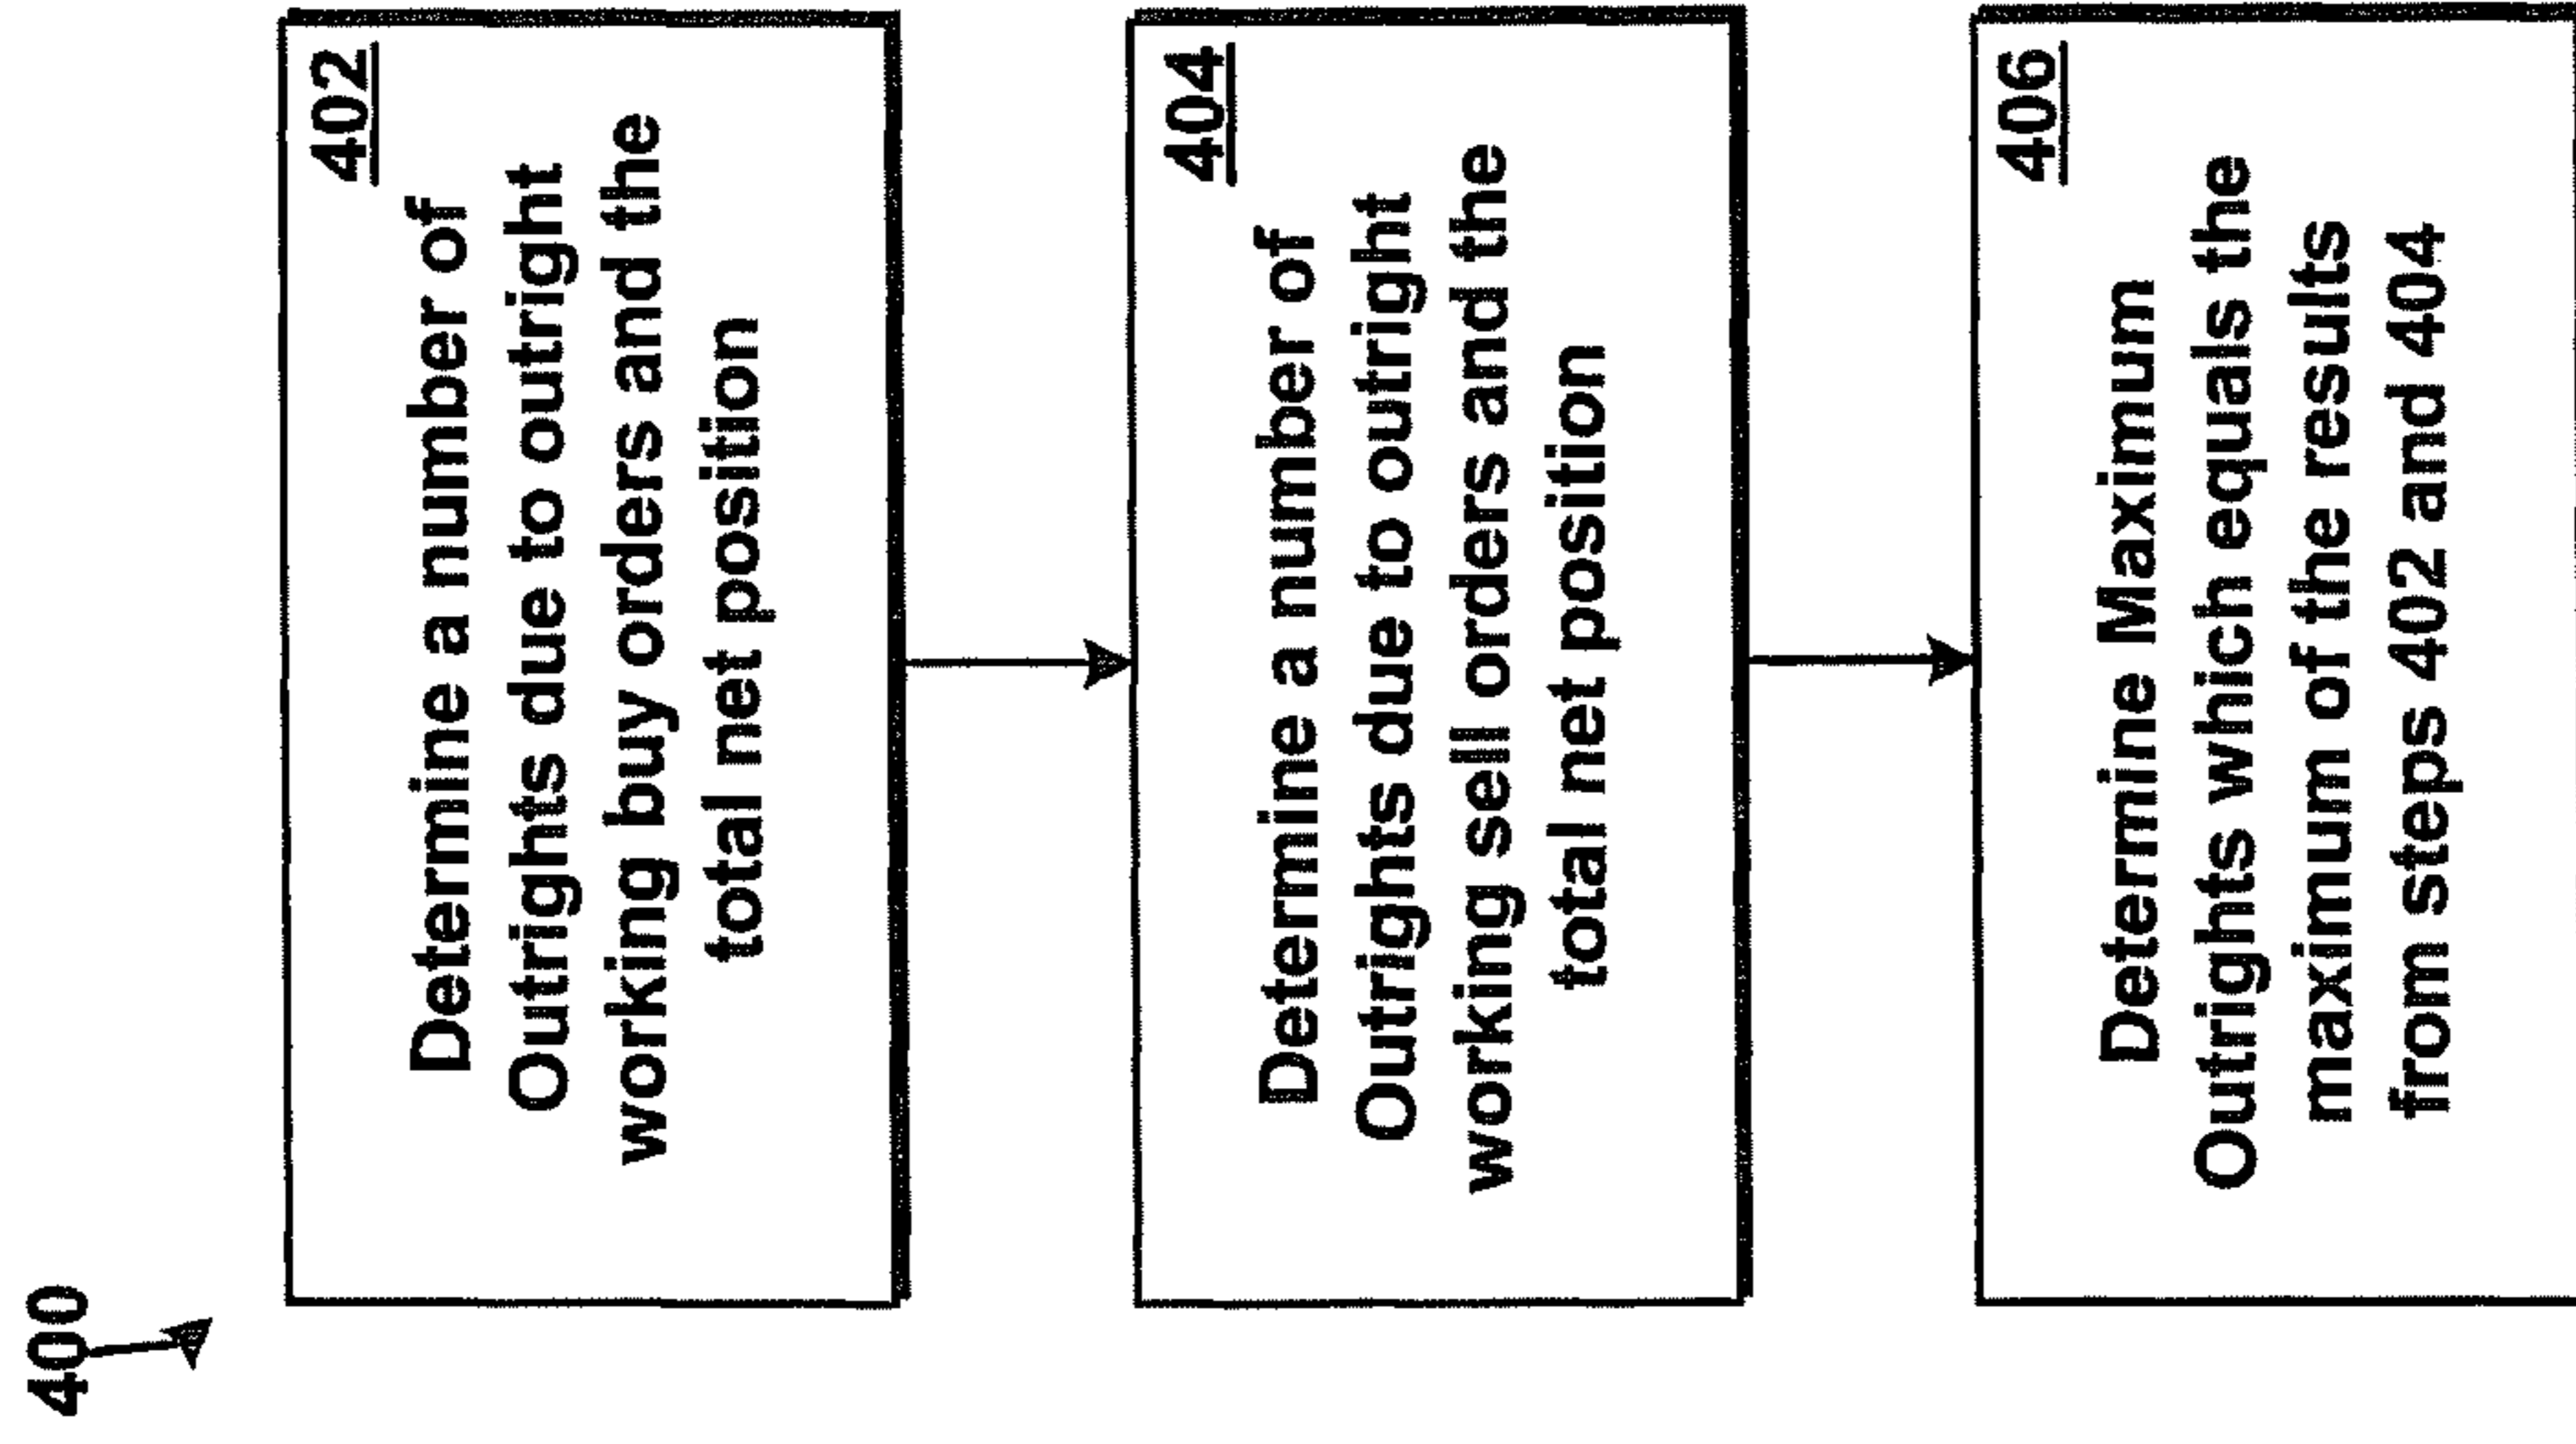 400
402
Determine a number of
Outrights due to outright
working buy orders and the
total net position
404
Determine a number of
Outrights due to outright
working sell orders and the
total net position
406
Determine Maximum
Outrights which equals the
maximum of the results
from steps 402 and 404